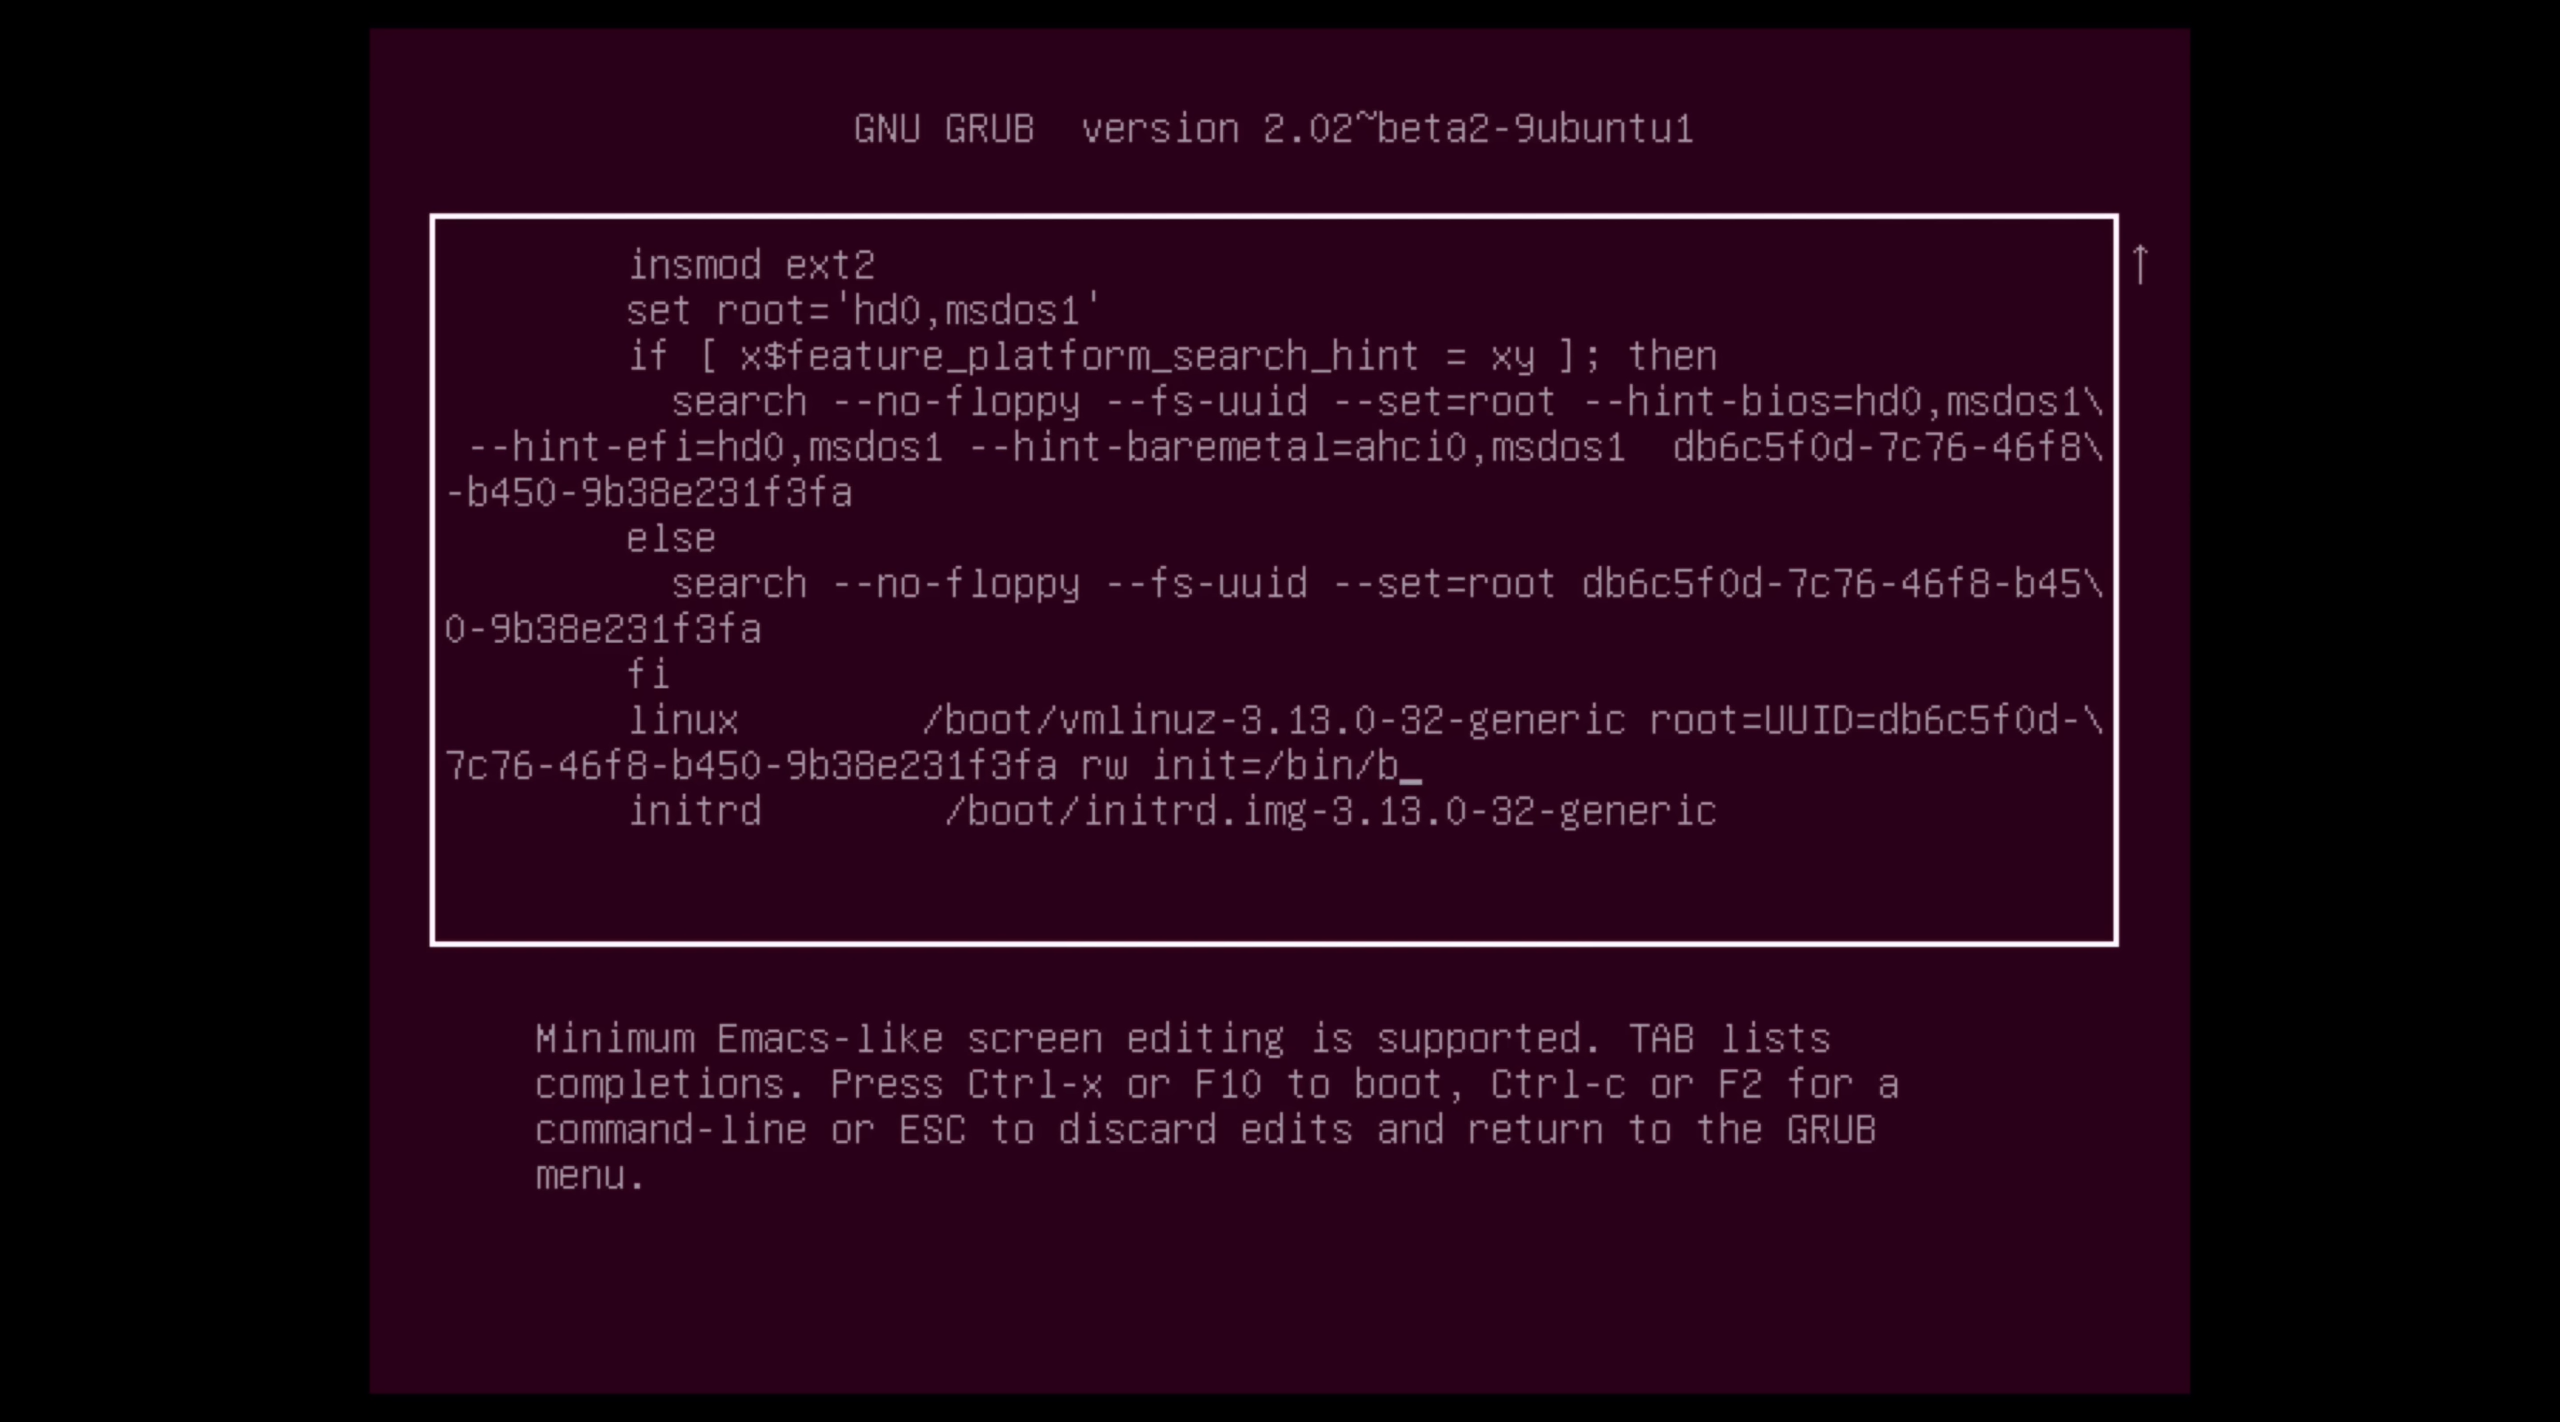 GNU GRUB  version 2.02~beta2-9ubuntu1
↑
        insmod ext2
        set root='hd0,msdos1'
        if [ x$feature_platform_search_hint = xy ]; then
          search --no-floppy --fs-uuid --set=root --hint-bios=hd0,msdos1\
 --hint-efi=hd0,msdos1 --hint-baremetal=ahci0,msdos1  db6c5f0d-7c76-46f8\
-b450-9b38e231f3fa
        else
          search --no-floppy --fs-uuid --set=root db6c5f0d-7c76-46f8-b45\
0-9b38e231f3fa
        fi
        linux        /boot/vmlinuz-3.13.0-32-generic root=UUID=db6c5f0d-\
7c76-46f8-b450-9b38e231f3fa rw init=/bin/b_
        initrd        /boot/initrd.img-3.13.0-32-generic
Minimum Emacs-like screen editing is supported. TAB lists
completions. Press Ctrl-x or F10 to boot, Ctrl-c or F2 for a
command-line or ESC to discard edits and return to the GRUB
menu.